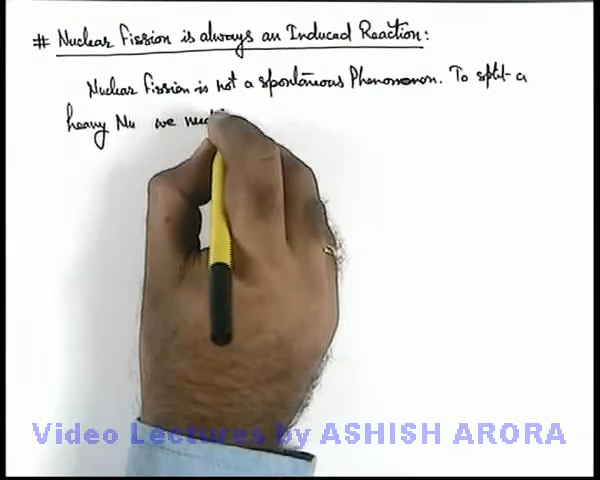 # Nuclear Fission is always an Induced Reaction:
Nuclear Fission is not a spontaneous Phenomenon. To split a
heavy Nu we need
Video Lectures by ASHISH ARORA